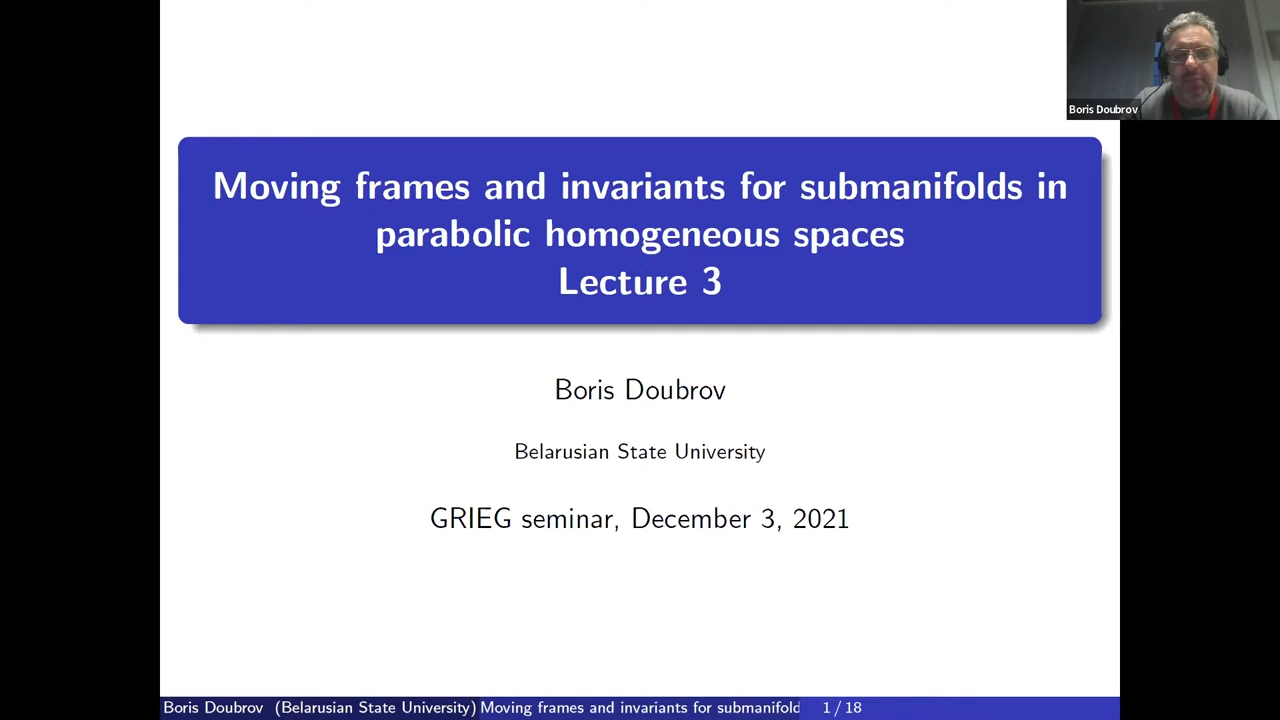 Boris Doubrov
Moving frames and invariants for submanifolds in
parabolic homogeneous spaces
Lecture 3
Boris Doubrov
Belarusian State University
GRIEG seminar, December 3, 2021
Boris Doubrov (Belarusian State University) Moving frames and invariants for submanifold 1 / 18